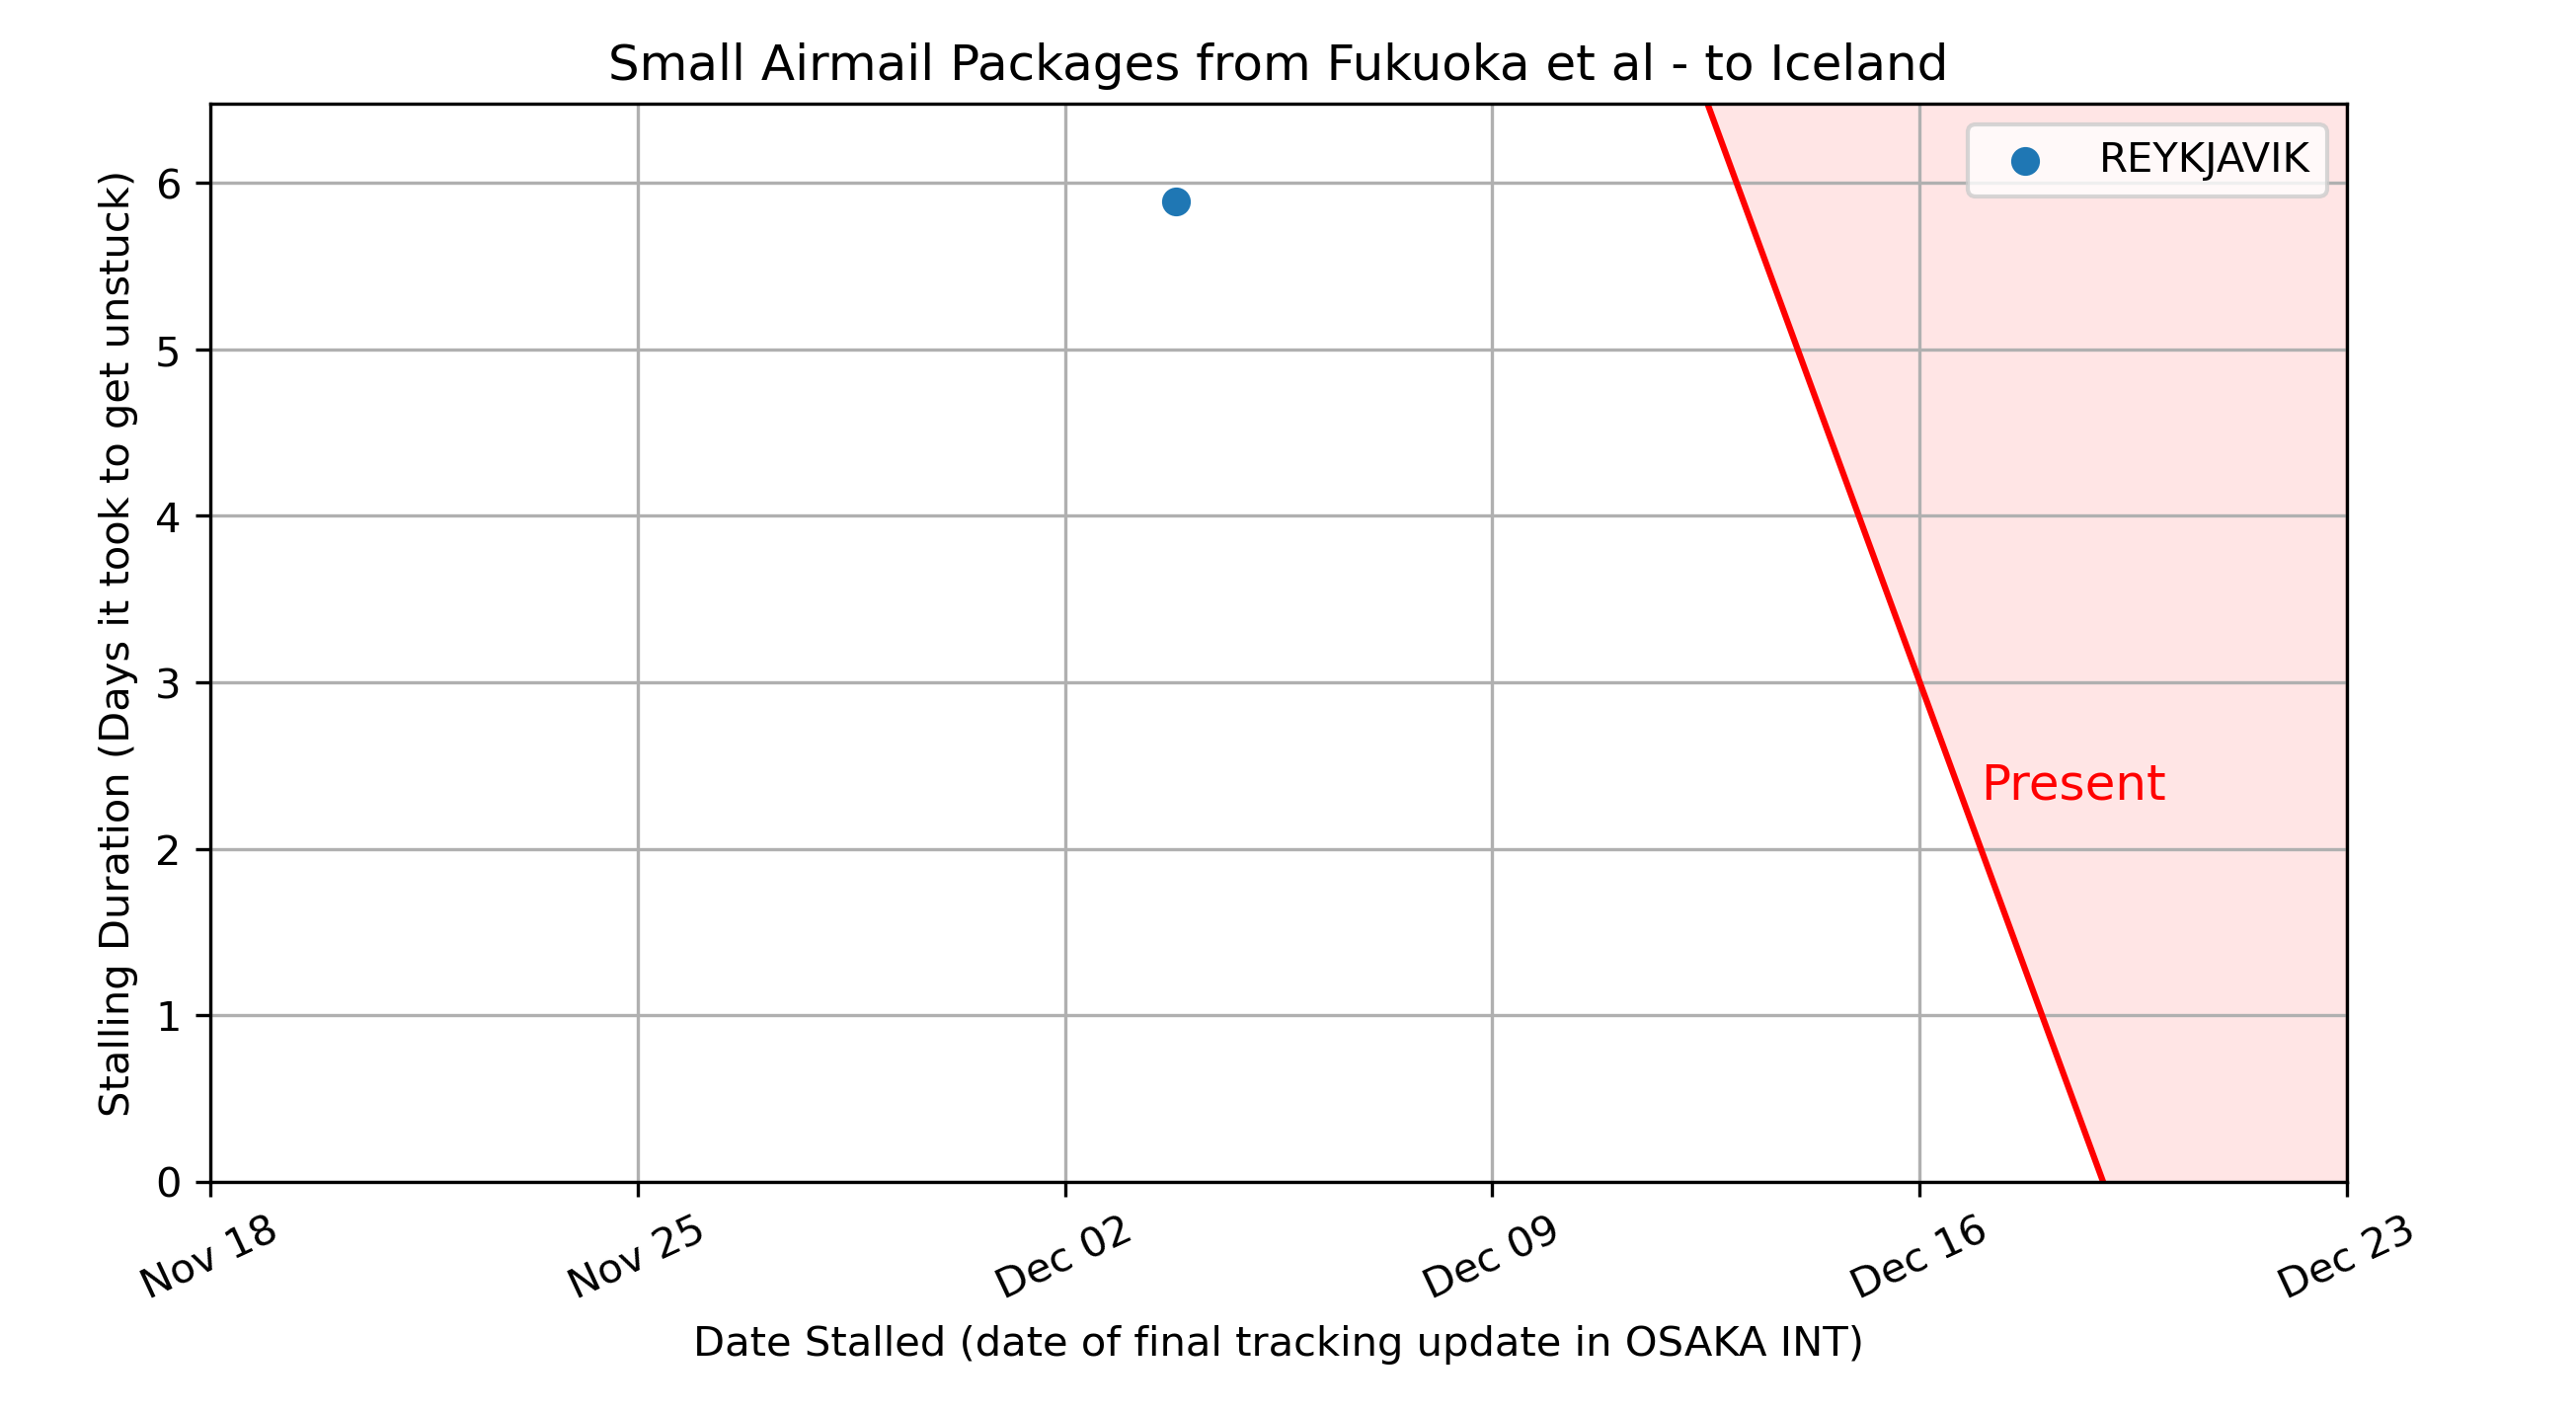 Small Airmail Packages from Fukuoka et al - to Iceland
REYKJAVIK
Stalling Duration (Days it took to get unstuck)
6
5
4
3
2
1
0
Present
Nov 18
Nov 25
Dec 02
Dec 09
Dec 16
Dec 23
Date Stalled (date of final tracking update in OSAKA INT)